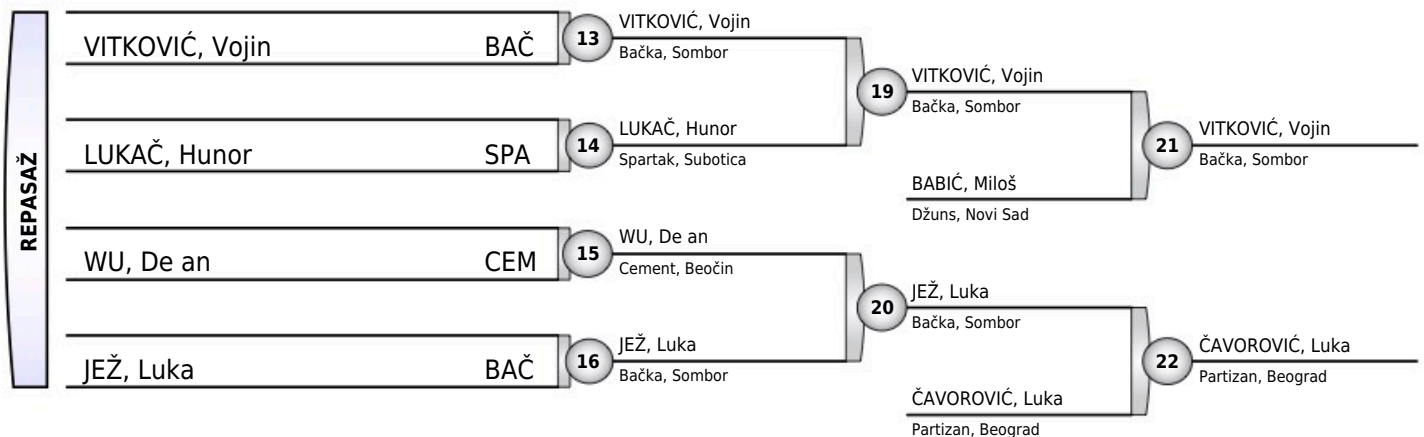 REPASAŽ
VITKOVIĆ, Vojin BAČ
13
VITKOVIĆ, Vojin
Bačka, Sombor
LUKAČ, Hunor SPA
14
LUKAČ, Hunor
Spartak, Subotica
WU, De an CEM
15
WU, De an
Cement, Beočin
JEŽ, Luka BAČ
16
JEŽ, Luka
Bačka, Sombor
19
VITKOVIĆ, Vojin
Bačka, Sombor
BABIĆ, Miloš
Džuns, Novi Sad
20
JEŽ, Luka
Bačka, Sombor
ČAVOROVIĆ, Luka
Partizan, Beograd
21
VITKOVIĆ, Vojin
Bačka, Sombor
22
ČAVOROVIĆ, Luka
Partizan, Beograd